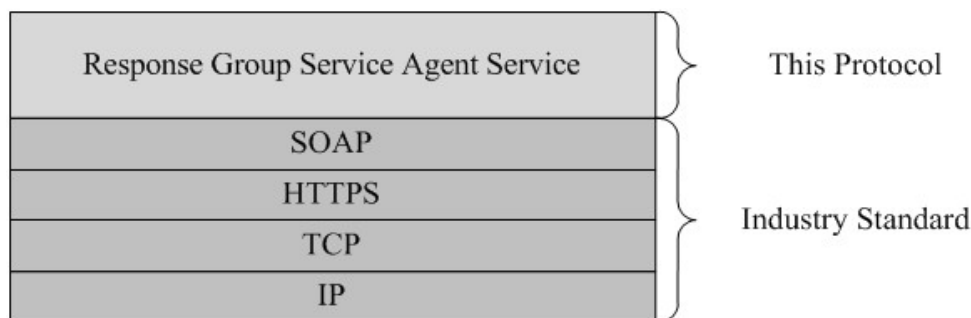 Response Group Service Agent Service
This Protocol
SOAP
HTTPS
TCP
IP
Industry Standard